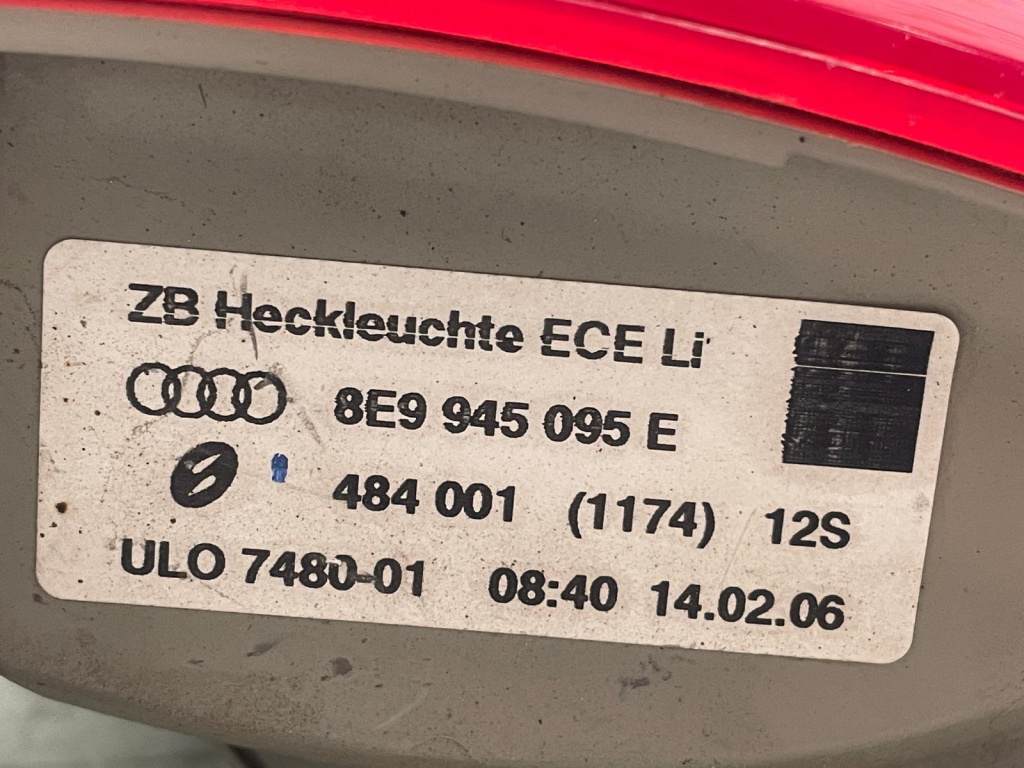 ZB Heckleuchte ECE Li
8E9 945 095 E
484 001 (1174) 12S
ULO 7480-01 08:40 14.02.06